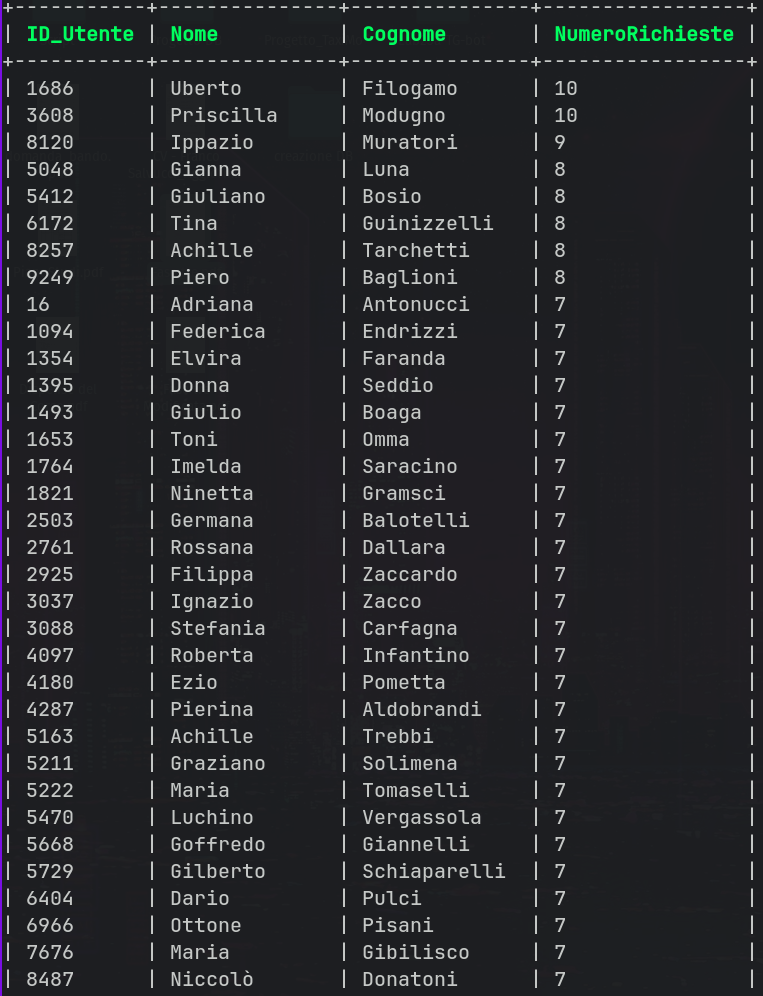 +-----------+---------------+---------------+-----------------+
| ID_Utente | Nome          | Cognome       | NumeroRichieste |
+-----------+---------------+---------------+-----------------+
| 1686      | Uberto        | Filogamo      | 10              |
| 3608      | Priscilla     | Modugno       | 10              |
| 8120      | Ippazio       | Muratori      | 9               |
| 5048      | Gianna        | Luna          | 8               |
| 5412      | Giuliano      | Bosio         | 8               |
| 6172      | Tina          | Guinizzelli   | 8               |
| 8257      | Achille       | Tarchetti     | 8               |
| 9249      | Piero         | Baglioni      | 8               |
| 16        | Adriana       | Antonucci     | 7               |
| 1094      | Federica      | Endrizzi      | 7               |
| 1354      | Elvira        | Faranda       | 7               |
| 1395      | Donna         | Seddio        | 7               |
| 1493      | Giulio        | Boaga         | 7               |
| 1653      | Toni          | Omma          | 7               |
| 1764      | Imelda        | Saracino      | 7               |
| 1821      | Ninetta       | Gramsci       | 7               |
| 2503      | Germana       | Balotelli     | 7               |
| 2761      | Rossana       | Dallara       | 7               |
| 2925      | Filippa       | Zaccardo      | 7               |
| 3037      | Ignazio       | Zacco         | 7               |
| 3088      | Stefania      | Carfagna      | 7               |
| 4097      | Roberta       | Infantino     | 7               |
| 4180      | Ezio          | Pometta       | 7               |
| 4287      | Pierina       | Aldobrandi    | 7               |
| 5163      | Achille       | Trebbi        | 7               |
| 5211      | Graziano      | Solimena      | 7               |
| 5222      | Maria         | Tomaselli     | 7               |
| 5470      | Luchino       | Vergassola    | 7               |
| 5668      | Goffredo      | Giannelli     | 7               |
| 5729      | Gilberto      | Schiaparelli  | 7               |
| 6404      | Dario         | Pulci         | 7               |
| 6966      | Ottone        | Pisani        | 7               |
| 7676      | Maria         | Gibilisco     | 7               |
| 8487      | Niccolò       | Donatoni      | 7               |